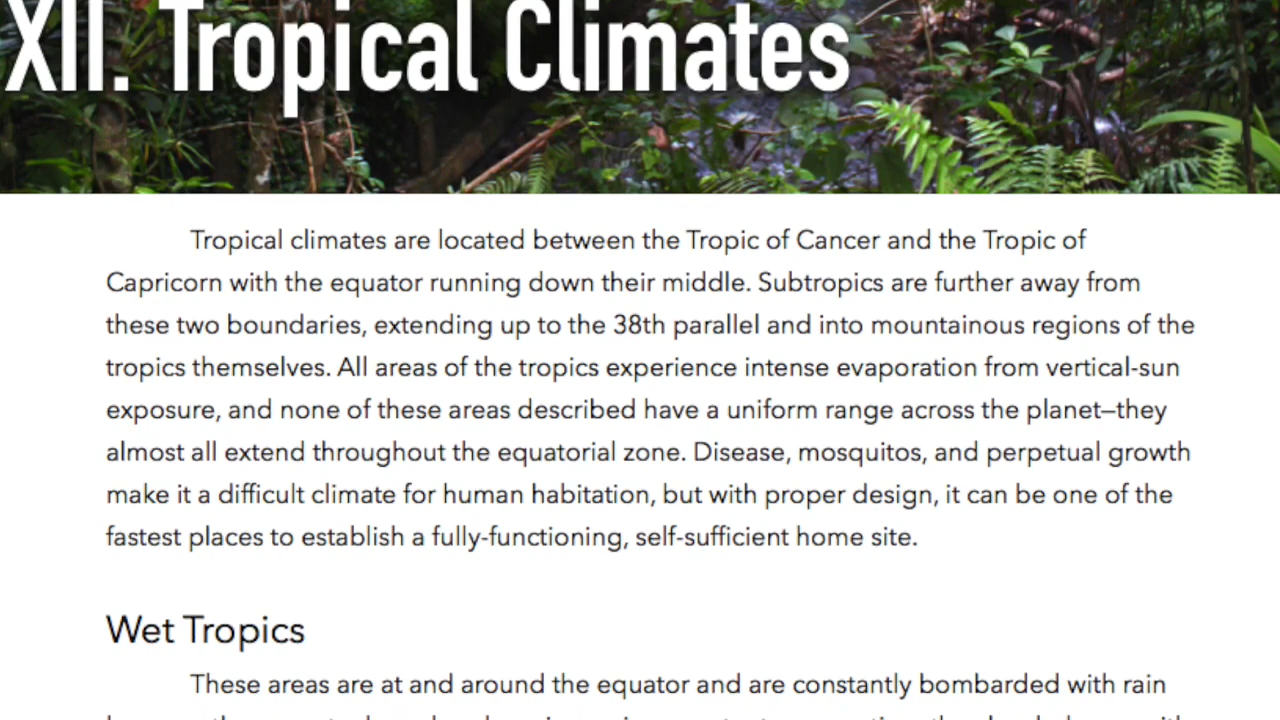 XII. Tropical Climates
Tropical climates are located between the Tropic of Cancer and the Tropic of
Capricorn with the equator running down their middle. Subtropics are further away from
these two boundaries, extending up to the 38th parallel and into mountainous regions of the
tropics themselves. All areas of the tropics experience intense evaporation from vertical-sun
exposure, and none of these areas described have a uniform range across the planet—they
almost all extend throughout the equatorial zone. Disease, mosquitos, and perpetual growth
make it a difficult climate for human habitation, but with proper design, it can be one of the
fastest places to establish a fully-functioning, self-sufficient home site.
Wet Tropics
These areas are at and around the equator and are constantly bombarded with rain